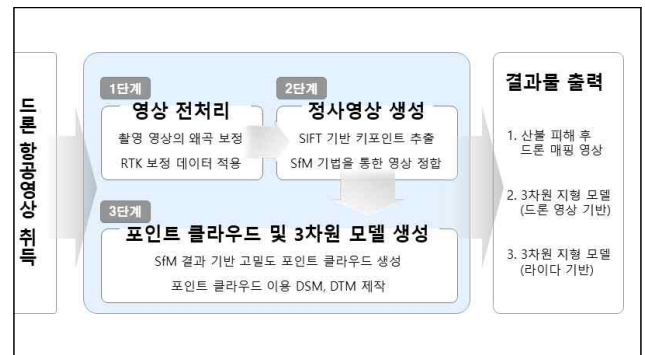 드론 항공영상 취득
1단계
영상 전처리
촬영 영상의 왜곡 보정
RTK 보정 데이터 적용
2단계
정사영상 생성
SIFT 기반 키포인트 추출
SfM 기법을 통한 영상 정합
3단계
포인트 클라우드 및 3차원 모델 생성
SfM 결과 기반 고밀도 포인트 클라우드 생성
포인트 클라우드 이용 DSM, DTM 제작
결과물 출력
1. 산불 피해 후
드론 매핑 영상
2. 3차원 지형 모델
(드론 영상 기반)
3. 3차원 지형 모델
(라이다 기반)